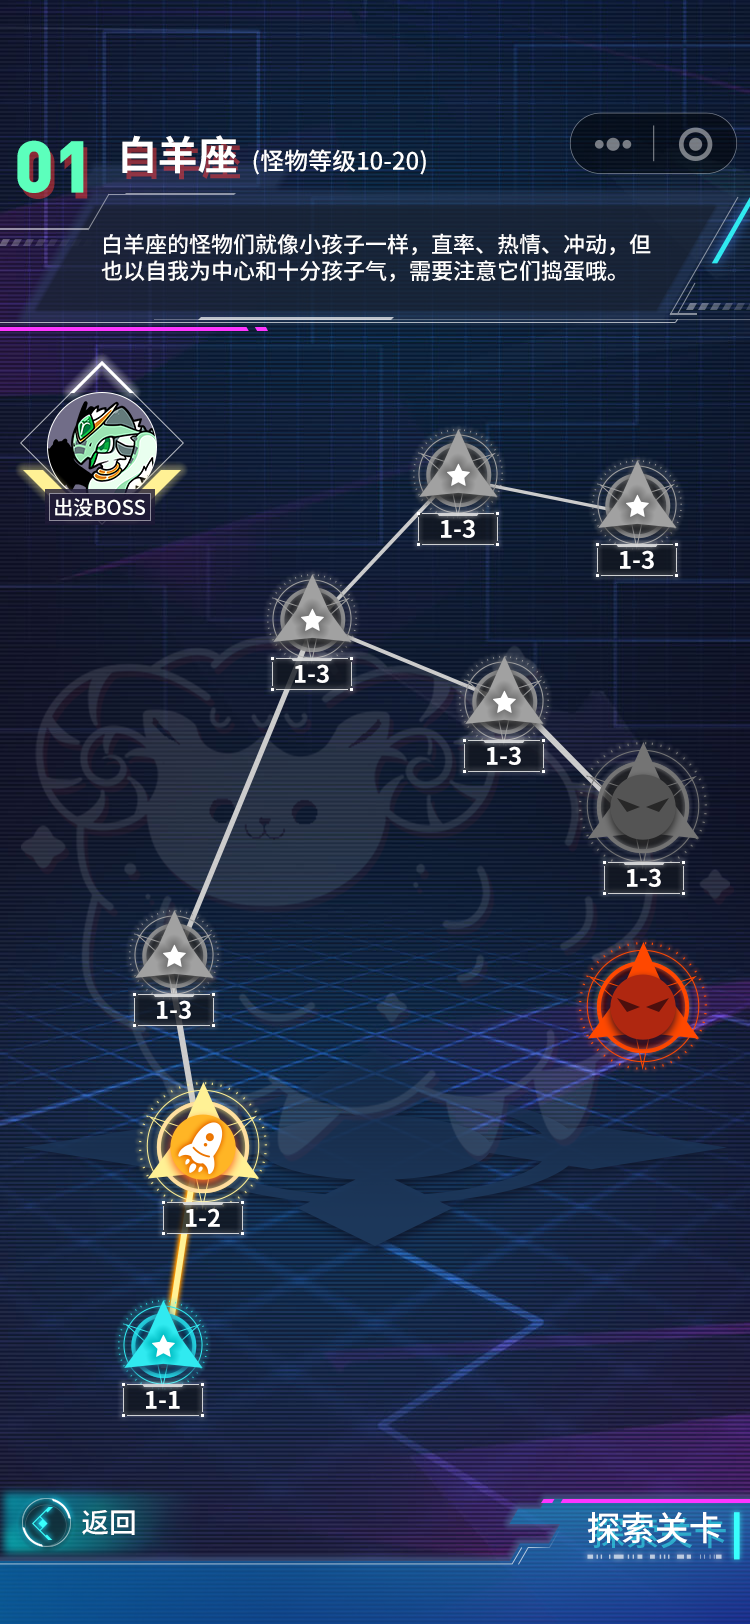 01 白羊座 (怪物等级10-20)
白羊座的怪物们就像小孩子一样，直率、热情、冲动，但
也以自我为中心和十分孩子气，需要注意它们捣蛋哦。
出没BOSS
1-3
1-3
1-3
1-3
1-3
1-3
1-2
1-1
返回
探索关卡